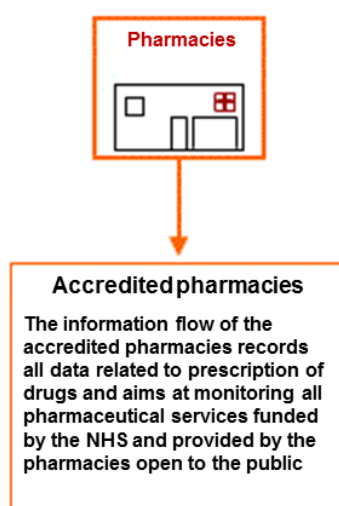 Pharmacies
Accredited pharmacies
The information flow of the
accredited pharmacies records
all data related to prescription of
drugs and aims at monitoring all
pharmaceutical services funded
by the NHS and provided by the
pharmacies open to the public